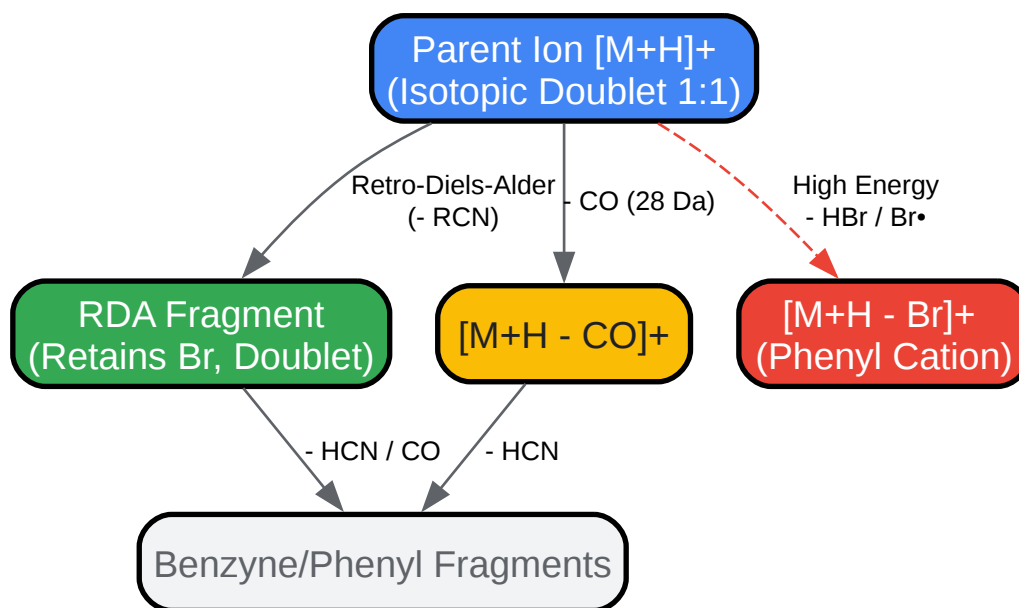 Parent Ion [M+H]+
(Isotopic Doublet 1:1)
Retro-Diels-Alder
(- RCN)
- CO (28 Da)
High Energy
- HBr / Br•
RDA Fragment
(Retains Br, Doublet)
[M+H - CO]+
[M+H - Br]+
(Phenyl Cation)
- HCN / CO
- HCN
Benzyne/Phenyl Fragments